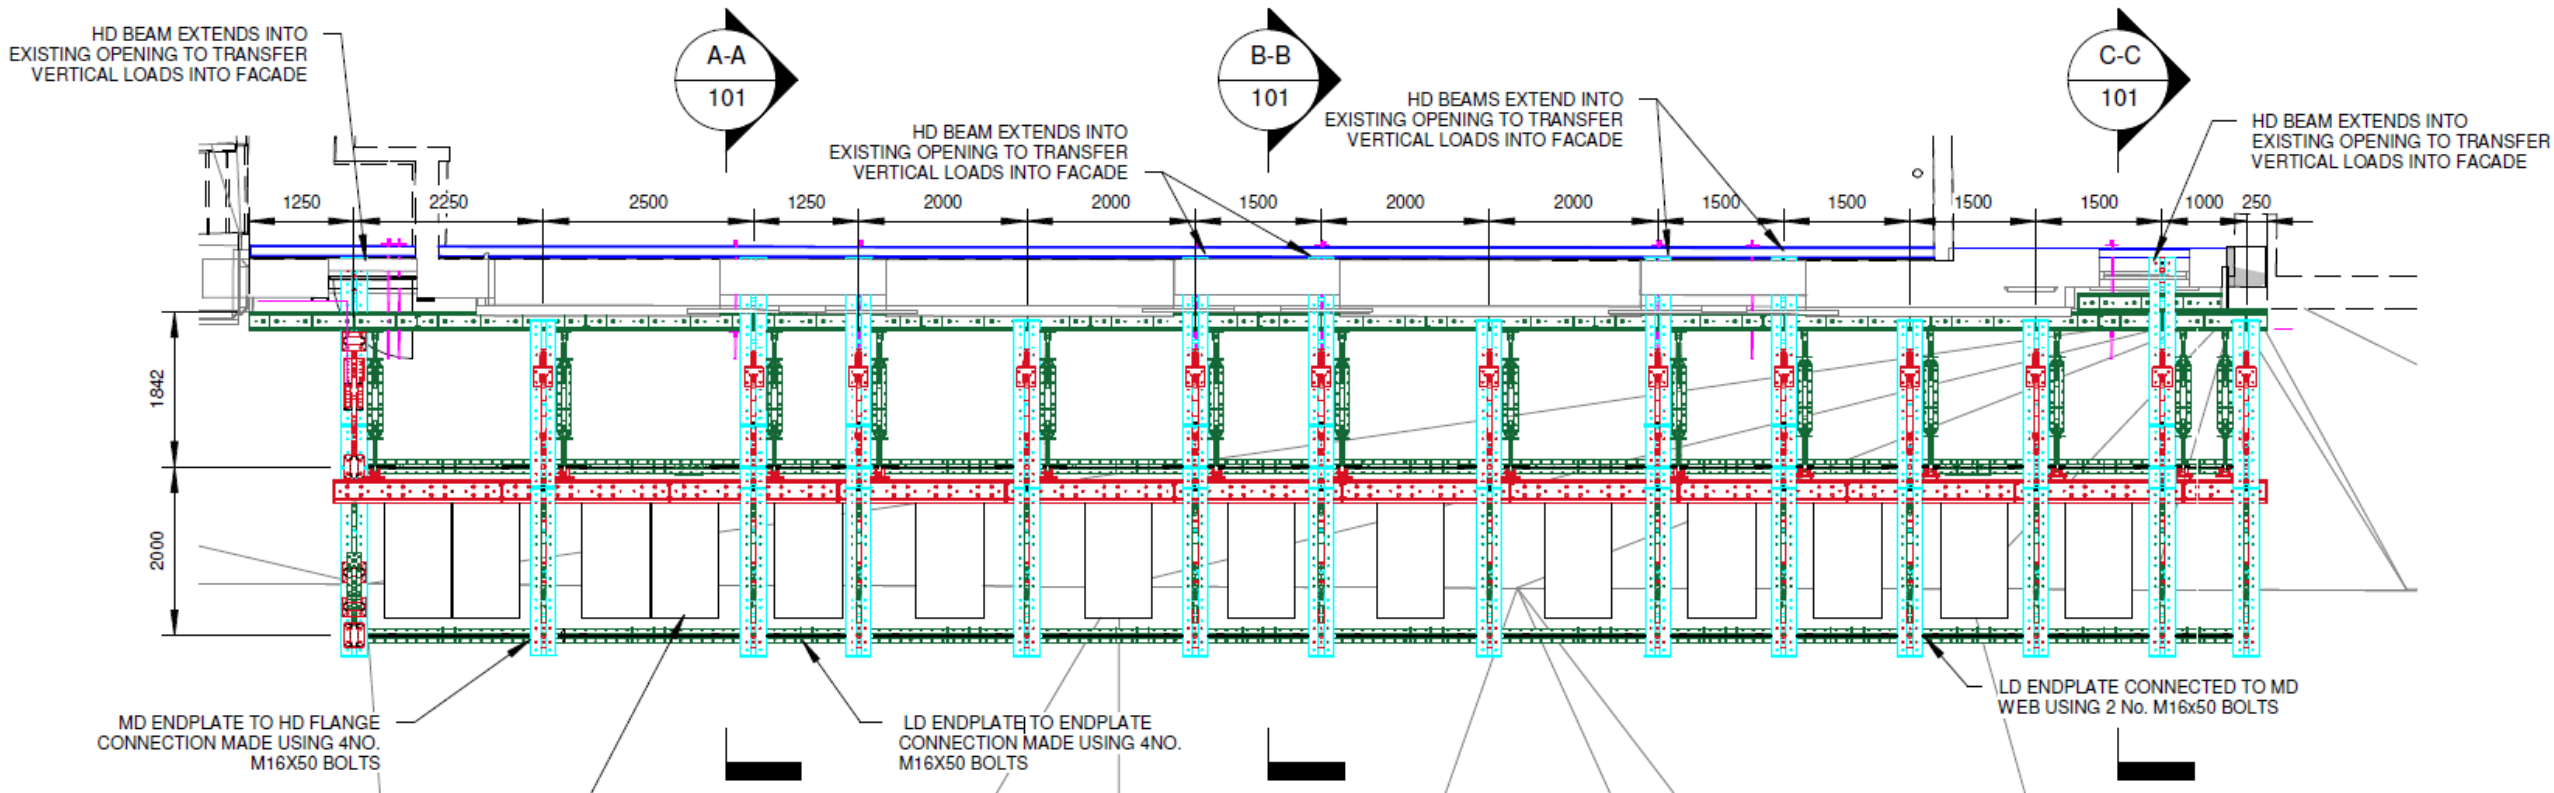 HD BEAM EXTENDS INTO
EXISTING OPENING TO TRANSFER
VERTICAL LOADS INTO FACADE
A-A
101
B-B
101
C-C
101
HD BEAM EXTENDS INTO
EXISTING OPENING TO TRANSFER
VERTICAL LOADS INTO FACADE
HD BEAMS EXTEND INTO
EXISTING OPENING TO TRANSFER
VERTICAL LOADS INTO FACADE
HD BEAM EXTENDS INTO
EXISTING OPENING TO TRANSFER
VERTICAL LOADS INTO FACADE
1250 2250 2500 1250 2000 2000 1500 2000 2000 1500 1500 1500 1500 1000 250
1842
2000
MD ENDPLATE TO HD FLANGE
CONNECTION MADE USING 4NO.
M16X50 BOLTS
LD ENDPLATE TO ENDPLATE
CONNECTION MADE USING 4NO.
M16X50 BOLTS
LD ENDPLATE CONNECTED TO MD
WEB USING 2 No. M16x50 BOLTS